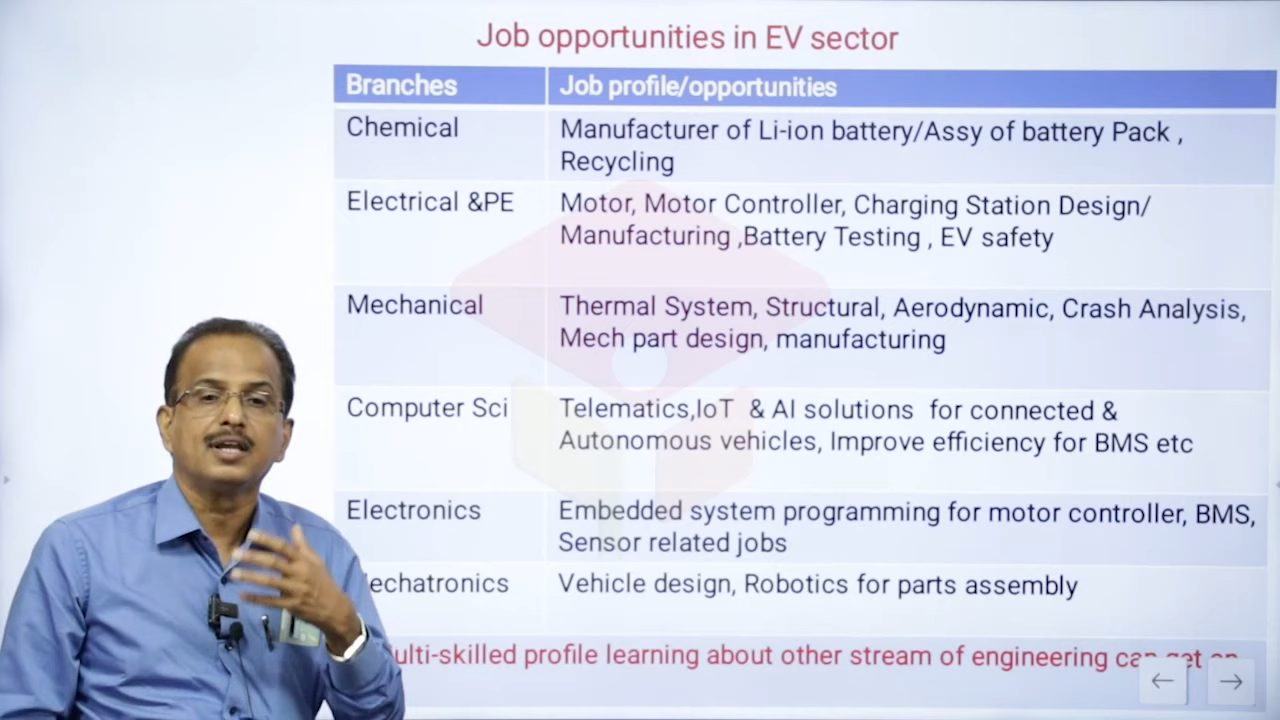 Job opportunities in EV sector
Branches
Job profile/opportunities
Chemical
Manufacturer of Li-ion battery/Assy of battery Pack ,
Recycling
Electrical &PE
Motor, Motor Controller, Charging Station Design/
Manufacturing ,Battery Testing , EV safety
Mechanical
Thermal System, Structural, Aerodynamic, Crash Analysis,
Mech part design, manufacturing
Computer Sci
Telematics,IoT & AI solutions for connected &
Autonomous vehicles, Improve efficiency for BMS etc
Electronics
Embedded system programming for motor controller, BMS,
Sensor related jobs
echatronics
Vehicle design, Robotics for parts assembly
ulti-skilled profile learning about other stream of engineering can get